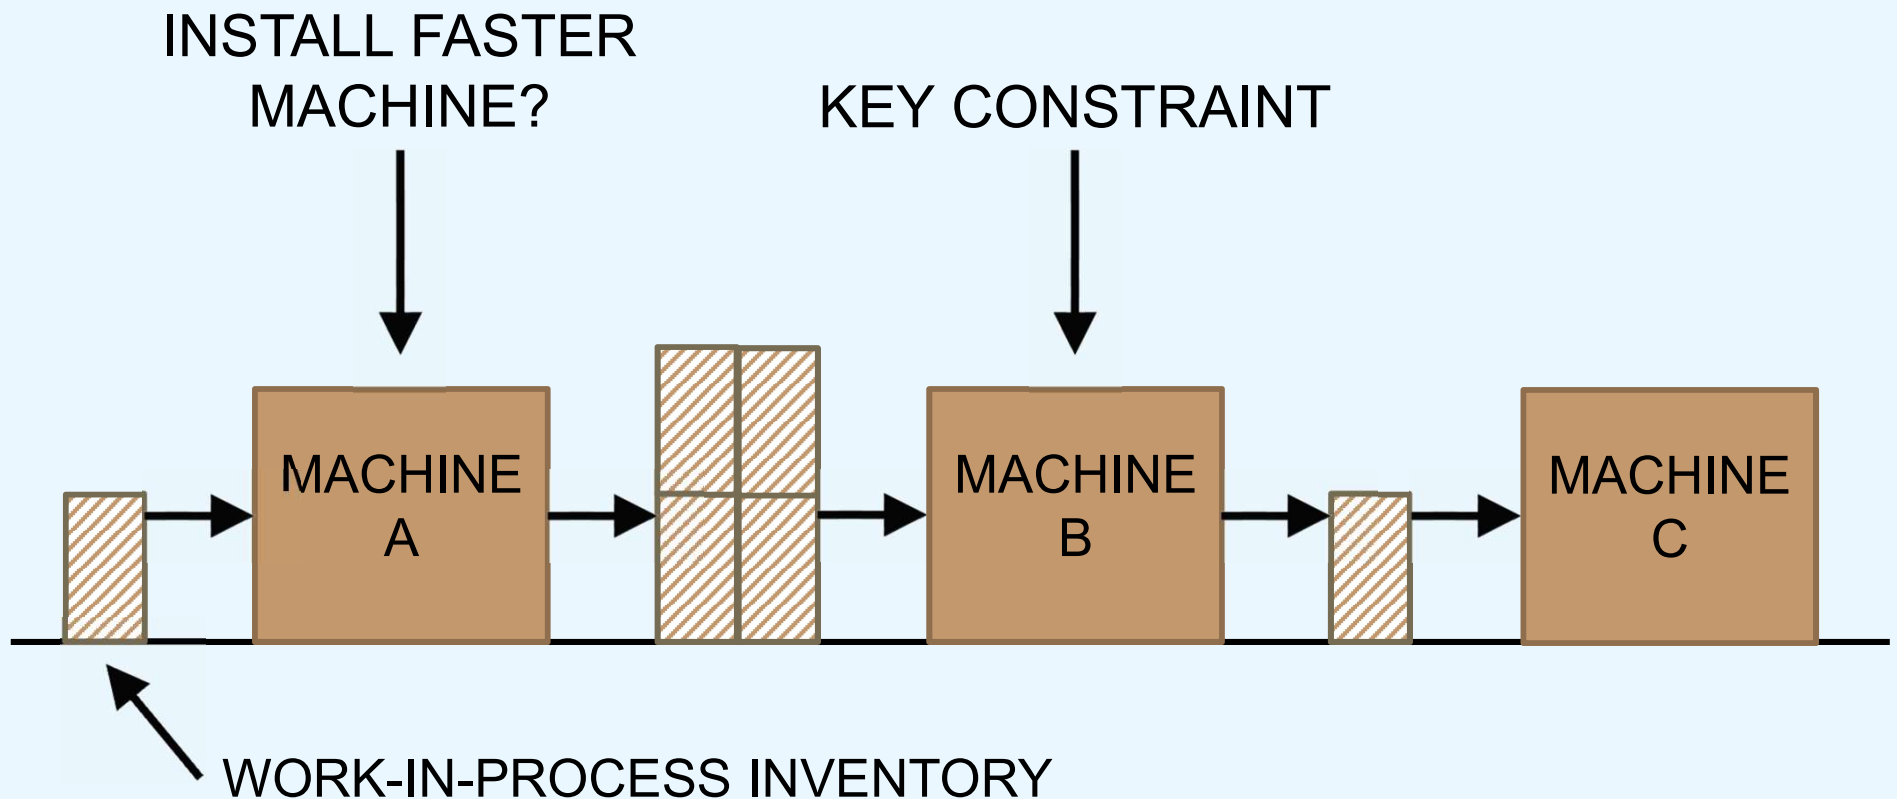 INSTALL FASTER
MACHINE?
KEY CONSTRAINT
MACHINE
A
MACHINE
B
MACHINE
C
WORK-IN-PROCESS INVENTORY